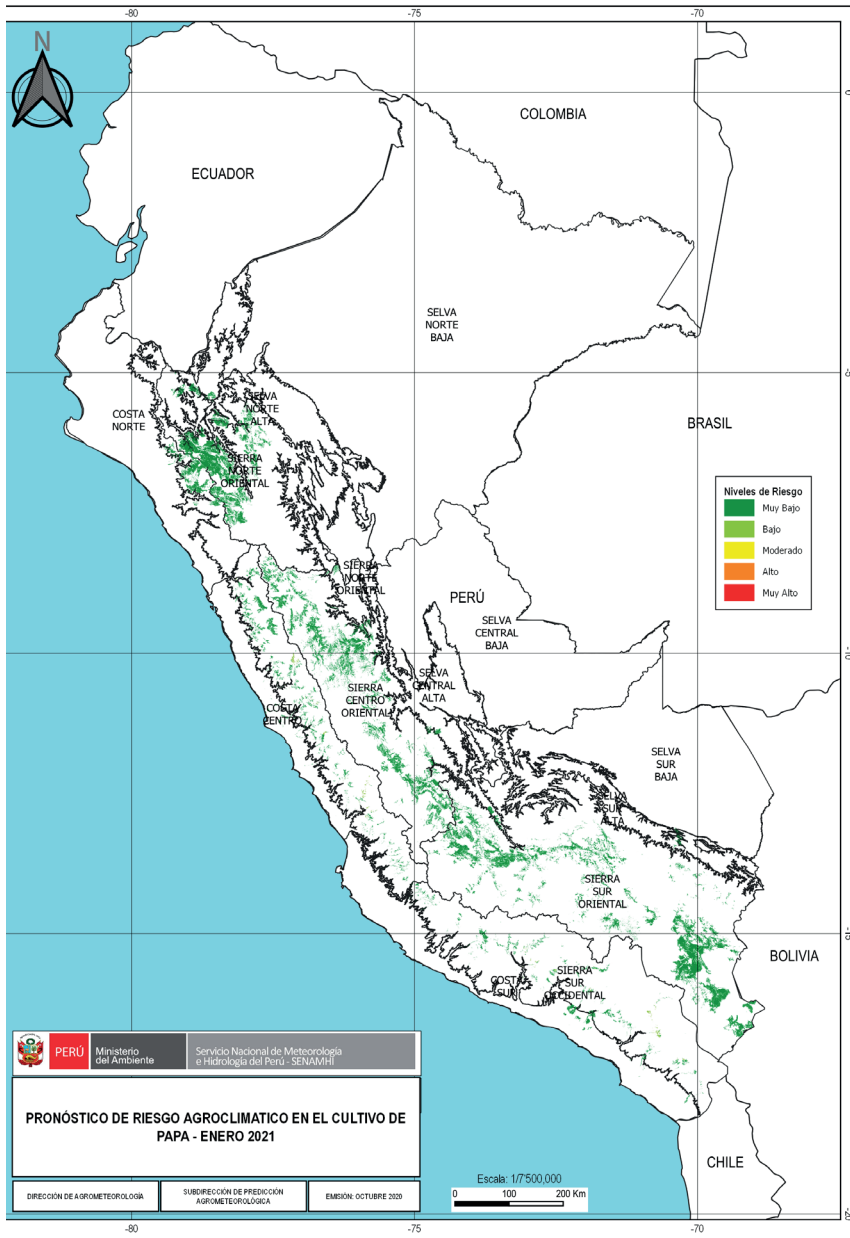 -80
-75
-70
N
COLOMBIA
ECUADOR
SELVA
NORTE
BAJA
BRASIL
COSTA
NORTE
SELVA
NORTE
ALTA
SIERRA
NORTE
ORIENTAL
Niveles de Riesgo
Muy Bajo
Bajo
Moderado
Alto
Muy Alto
SIERRA
NORTE
ORIENTAL
PERÚ
SELVA
CENTRAL
BAJA
SELVA
CENTRAL
ALTA
SIERRA
CENTRO
ORIENTAL
COSTA
CENTRO
SELVA
SUR
BAJA
SELVA
SUR
ALTA
SIERRA
SUR
ORIENTAL
BOLIVIA
COSTA
SUR
SIERRA
SUR
OCCIDENTAL
CHILE
PERÚ
Ministerio
del Ambiente
Servicio Nacional de Meteorología
e Hidrología del Perú - SENAMHI
PRONÓSTICO DE RIESGO AGROCLIMATICO EN EL CULTIVO DE
PAPA - ENERO 2021
DIRECCIÓN DE AGROMETEOROLOGÍA
SUBDIRECCIÓN DE PREDICCIÓN
AGROMETEOROLÓGICA
EMISIÓN: OCTUBRE 2020
Escala: 1/7'500,000
0 100 200 Km
-80
-75
-70